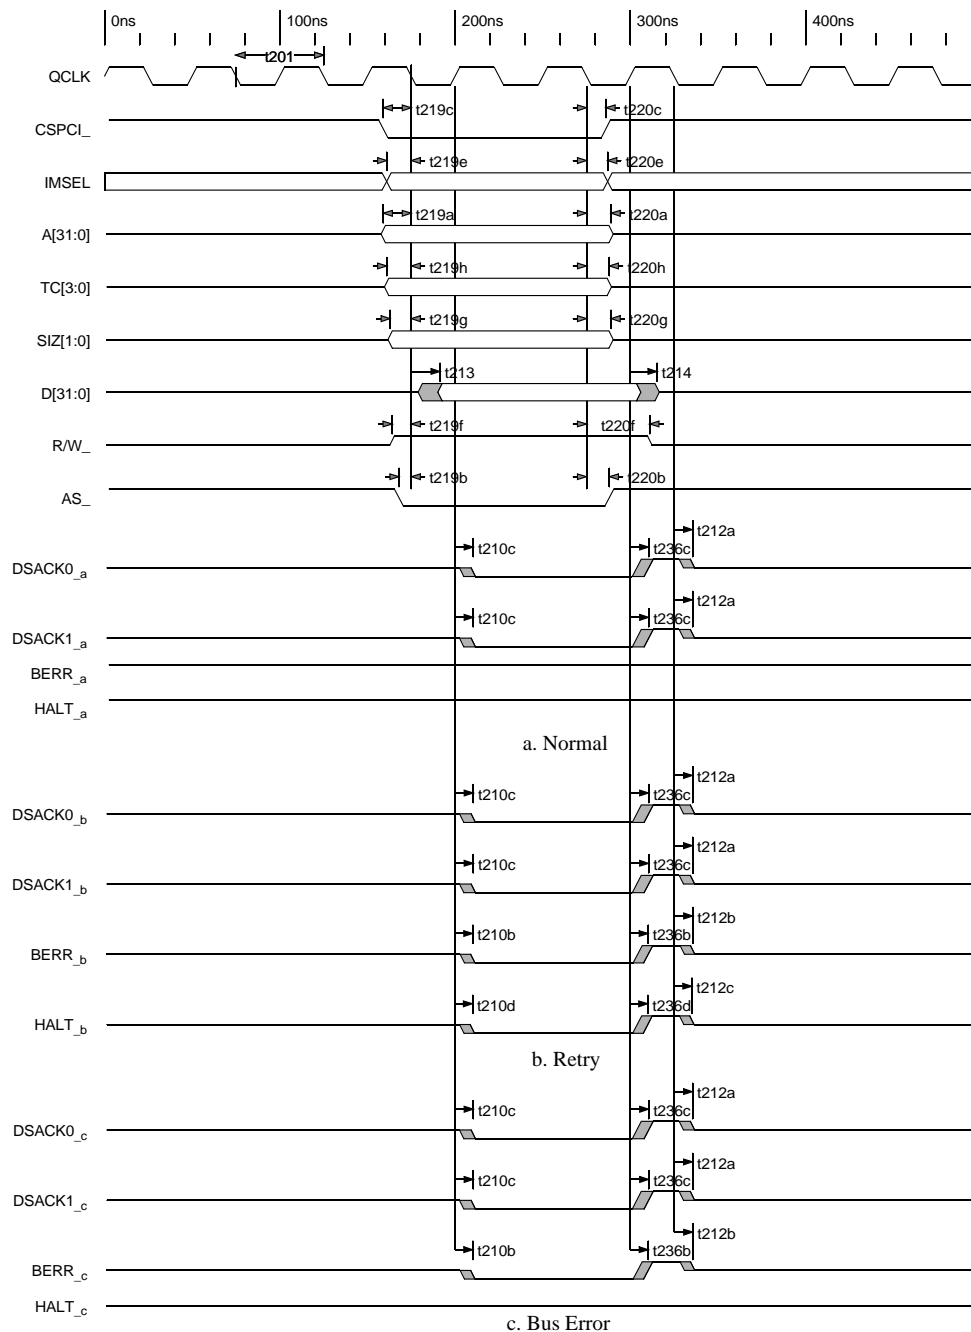 0ns 100ns 200ns 300ns 400ns
t201
QCLK
t219c t220c
CSPCI_
t219e t220e
IMSEL
t219a t220a
A[31:0]
t219h t220h
TC[3:0]
t219g t220g
SIZ[1:0]
t213 t214
D[31:0]
t219f t220f
R/W_
t219b t220b
AS_
t212a
t210c t236c
DSACK0_a
t212a
t210c t236c
DSACK1_a
BERR_a
HALT_a
a. Normal
t212a
t210c t236c
DSACK0_b
t212a
t210c t236c
DSACK1_b
t212b
t210b t236b
BERR_b
t212c
t210d t236d
HALT_b
b. Retry
t212a
t210c t236c
DSACK0_c
t212a
t210c t236c
DSACK1_c
t212b
t210b t236b
BERR_c
HALT_c
c. Bus Error